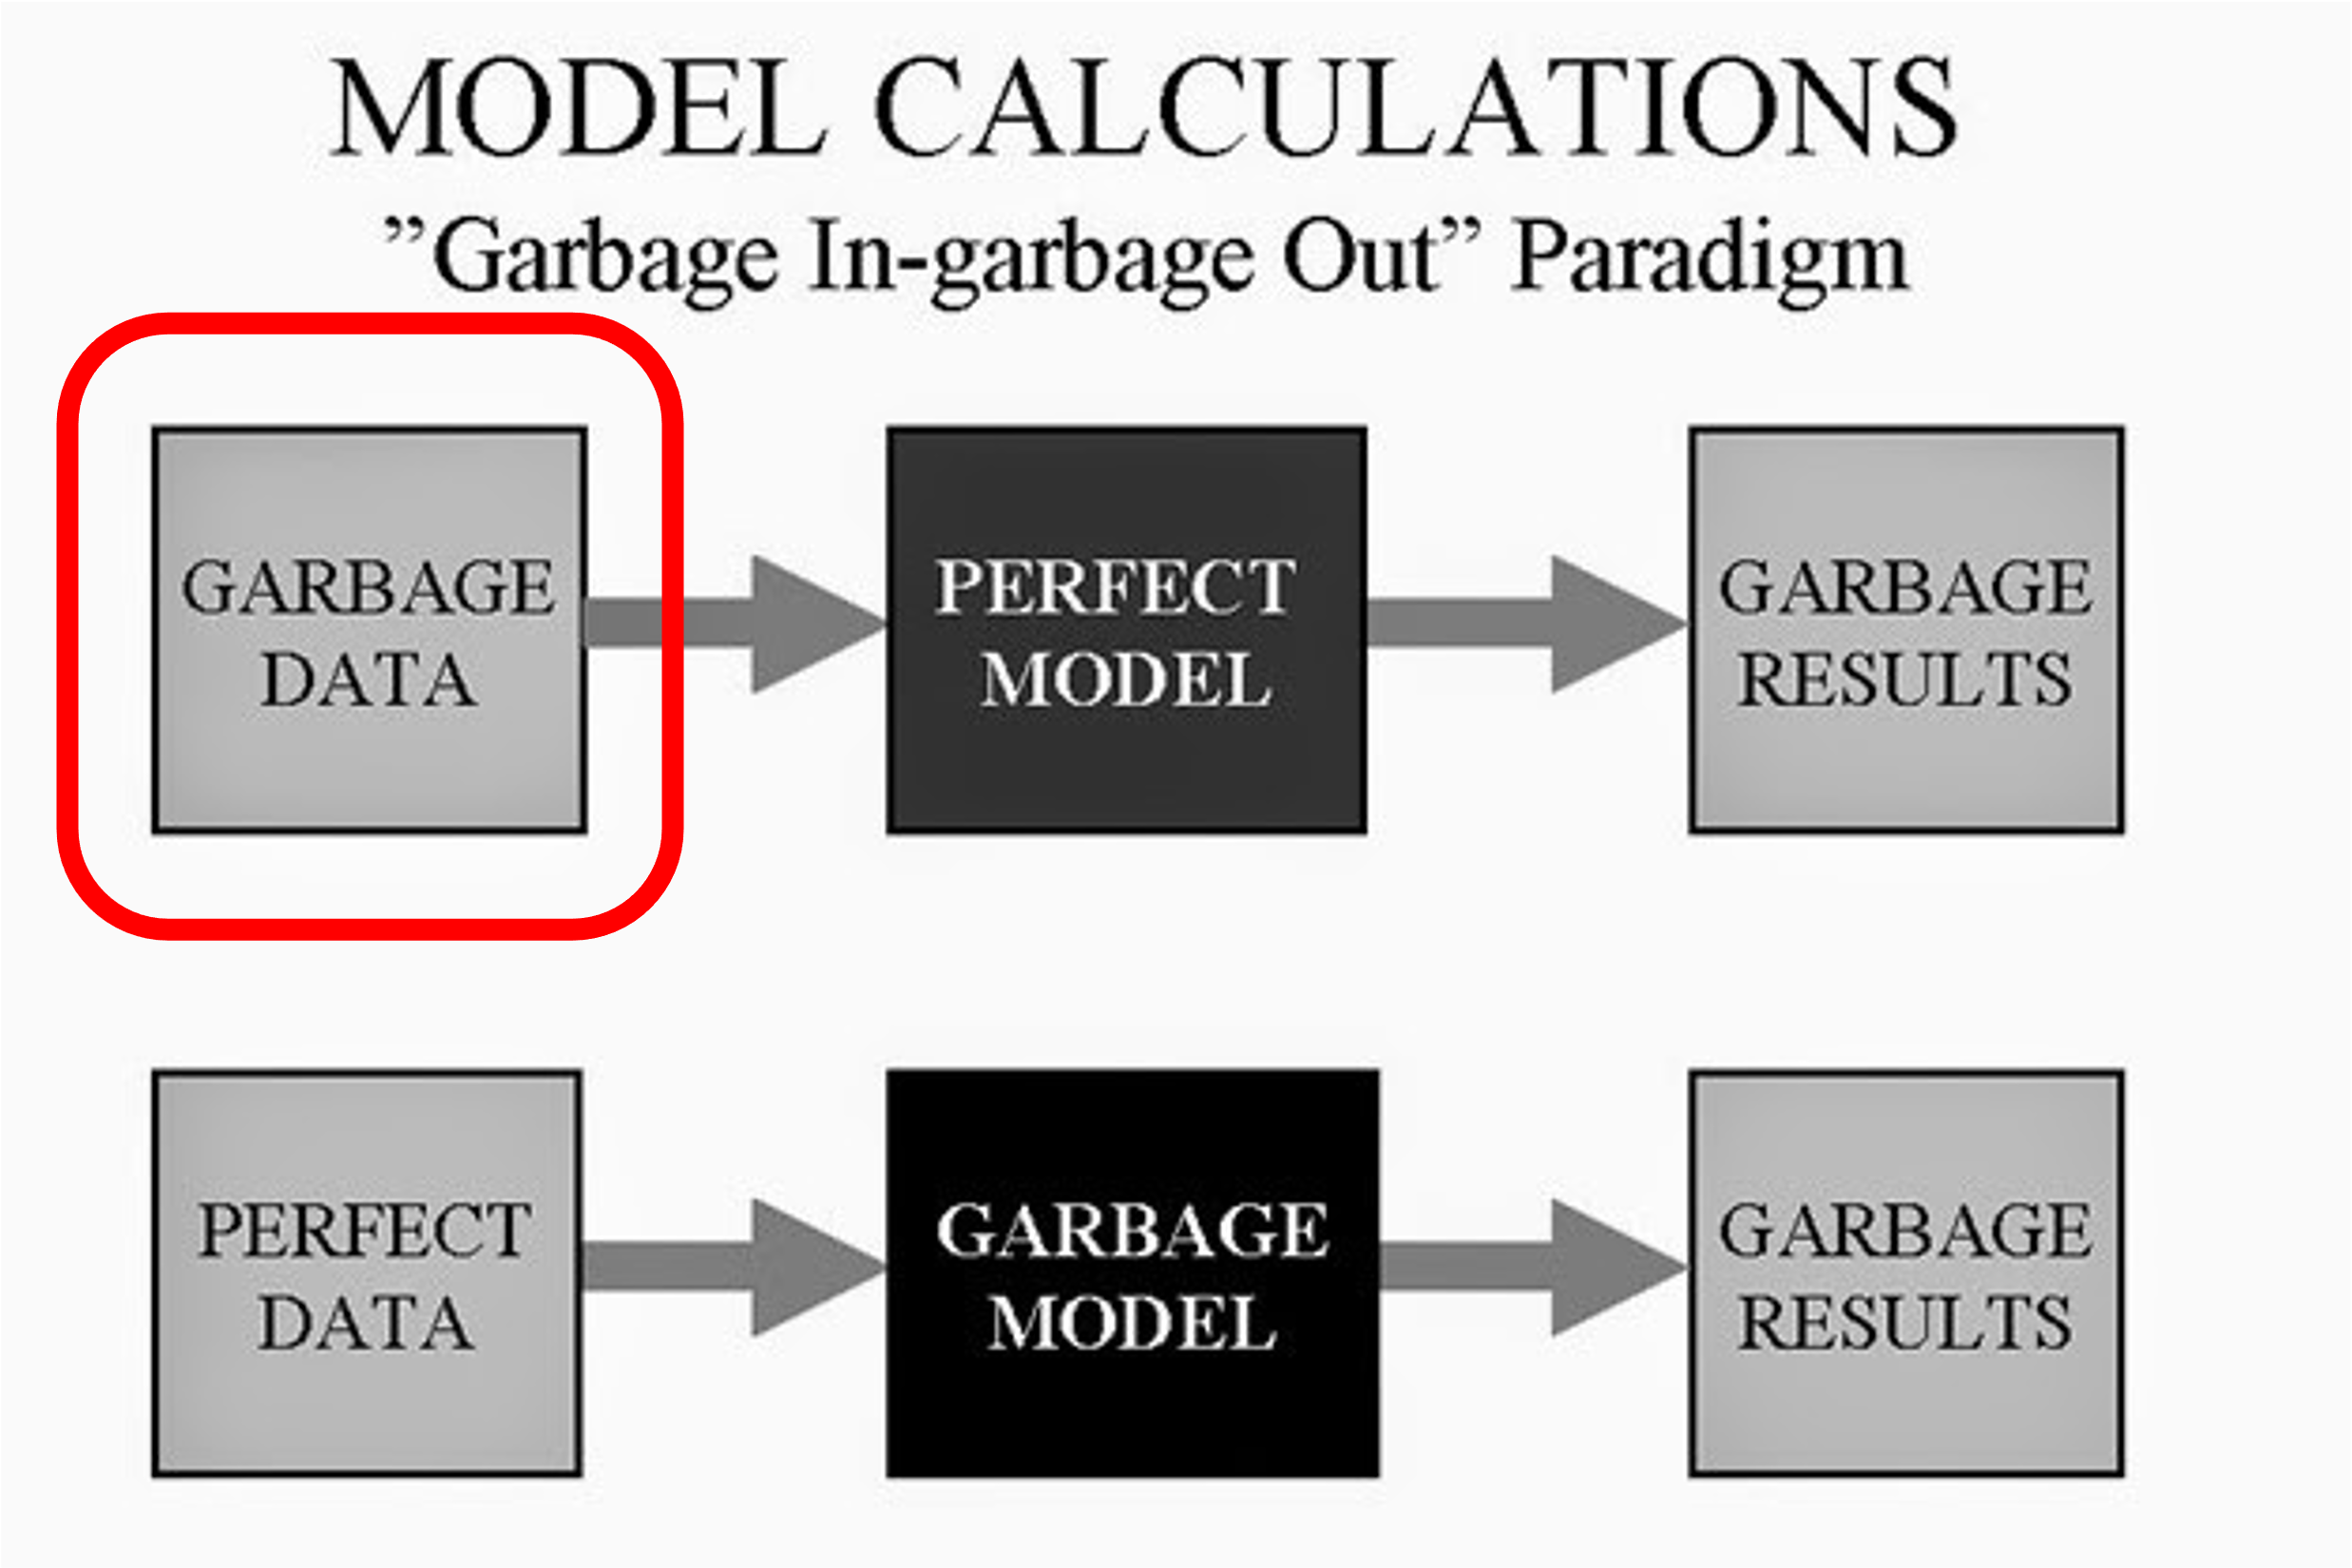 MODEL CALCULATIONS
”Garbage In-garbage Out” Paradigm
GARBAGE
DATA
PERFECT
MODEL
GARBAGE
RESULTS
PERFECT
DATA
GARBAGE
MODEL
GARBAGE
RESULTS